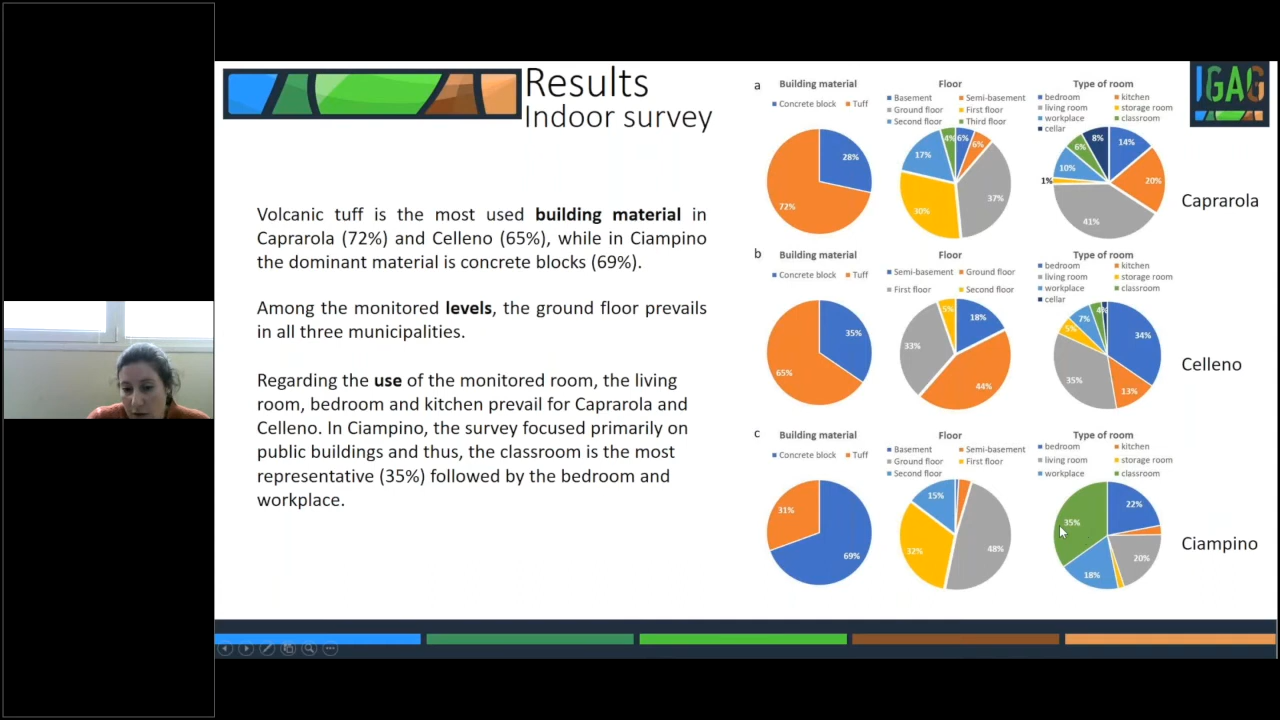 Results
Indoor survey
IGAG
Volcanic tuff is the most used building material in
Caprarola (72%) and Celleno (65%), while in Ciampino
the dominant material is concrete blocks (69%).
Among the monitored levels, the ground floor prevails
in all three municipalities.
Regarding the use of the monitored room, the living
room, bedroom and kitchen prevail for Caprarola and
Celleno. In Ciampino, the survey focused primarily on
public buildings and thus, the classroom is the most
representative (35%) followed by the bedroom and
workplace.
a
Building material
Concrete block Tuff
28%
72%
Floor
Basement Semi-basement
Ground floor First floor
Second floor Third floor
4% 6%
6%
17%
37%
30%
Type of room
bedroom kitchen
living room storage room
workplace classroom
cellar
8%
14%
6%
10%
1%
20%
41%
Caprarola
b
Building material
Concrete block Tuff
35%
65%
Floor
Semi-basement Ground floor
First floor Second floor
5%
18%
33%
44%
Type of room
bedroom kitchen
living room storage room
workplace classroom
cellar
4%
7%
5%
34%
35%
13%
Celleno
c
Building material
Concrete block Tuff
31%
69%
Floor
Basement Semi-basement
Ground floor First floor
Second floor
15%
32%
48%
Type of room
bedroom kitchen
living room storage room
workplace classroom
22%
35%
20%
18%
Ciampino